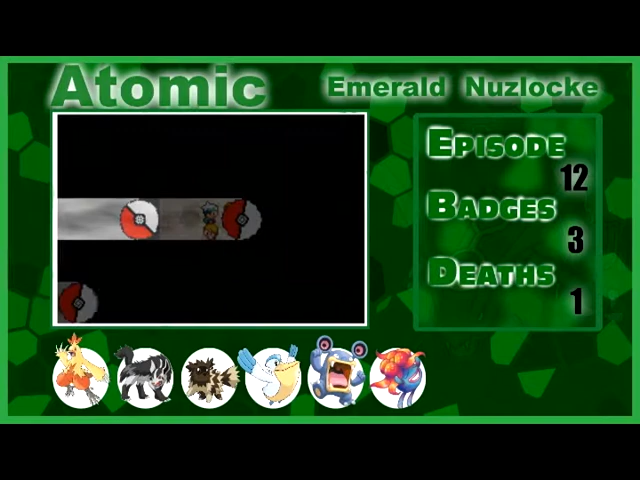 Atomic
Emerald Nuzlocke
Episode
12
Badges
3
Deaths
1